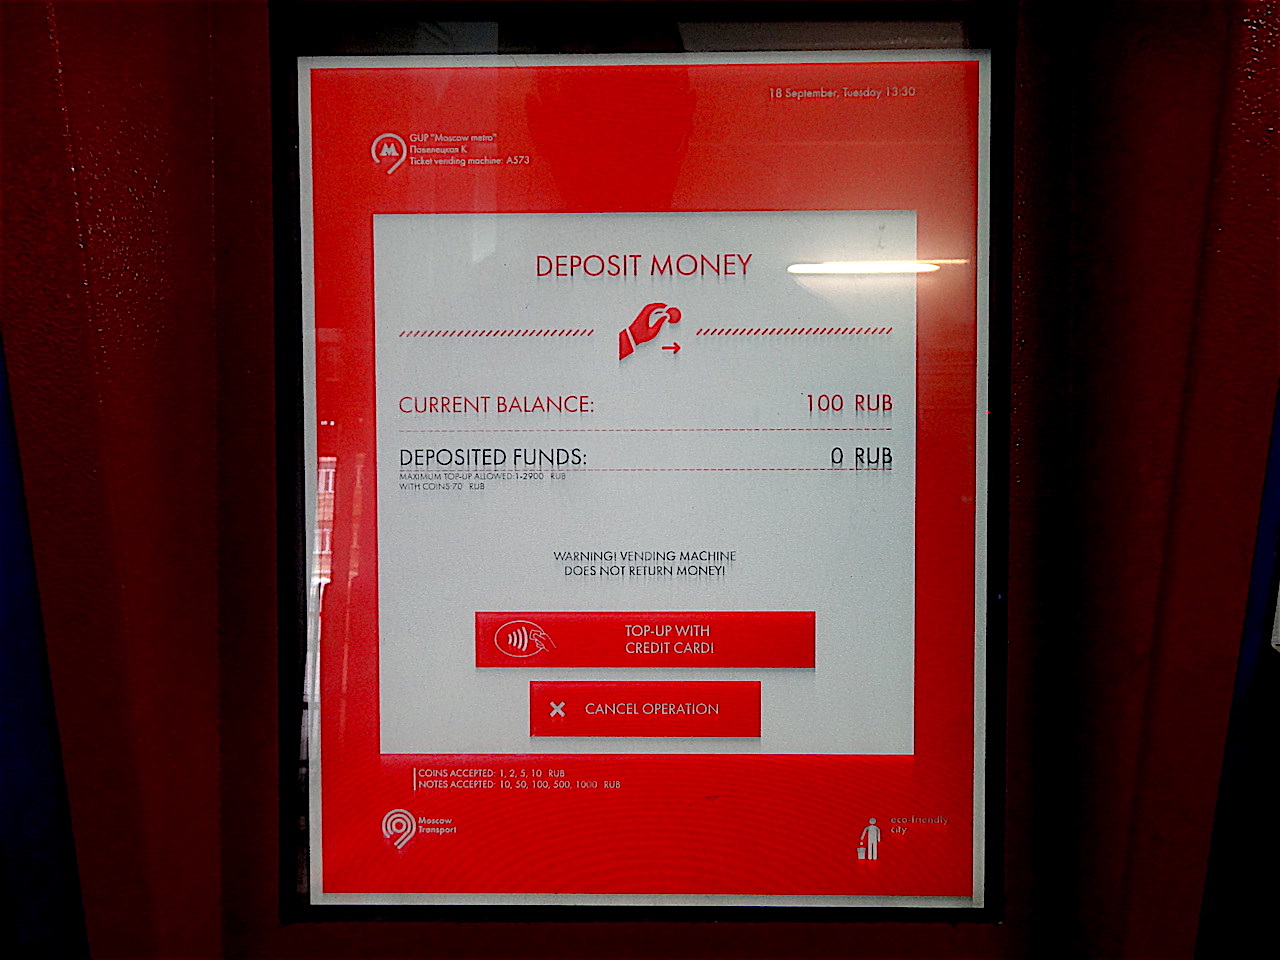 18 September, Tuesday 13:30
GUP "Moscow metro"
Павелецкая К
Ticket vending machine: A573
DEPOSIT MONEY
CURRENT BALANCE: 100 RUB
DEPOSITED FUNDS: 0 RUB
MAXIMUM TOP-UP ALLOWED:1-2900 RUB
WITH COINS-70 RUB
WARNING! VENDING MACHINE
DOES NOT RETURN MONEY!
TOP-UP WITH
CREDIT CARD!
CANCEL OPERATION
COINS ACCEPTED: 1, 2, 5, 10 RUB
NOTES ACCEPTED: 10, 50, 100, 500, 1000 RUB
Moscow
Transport
eco-friendly
city